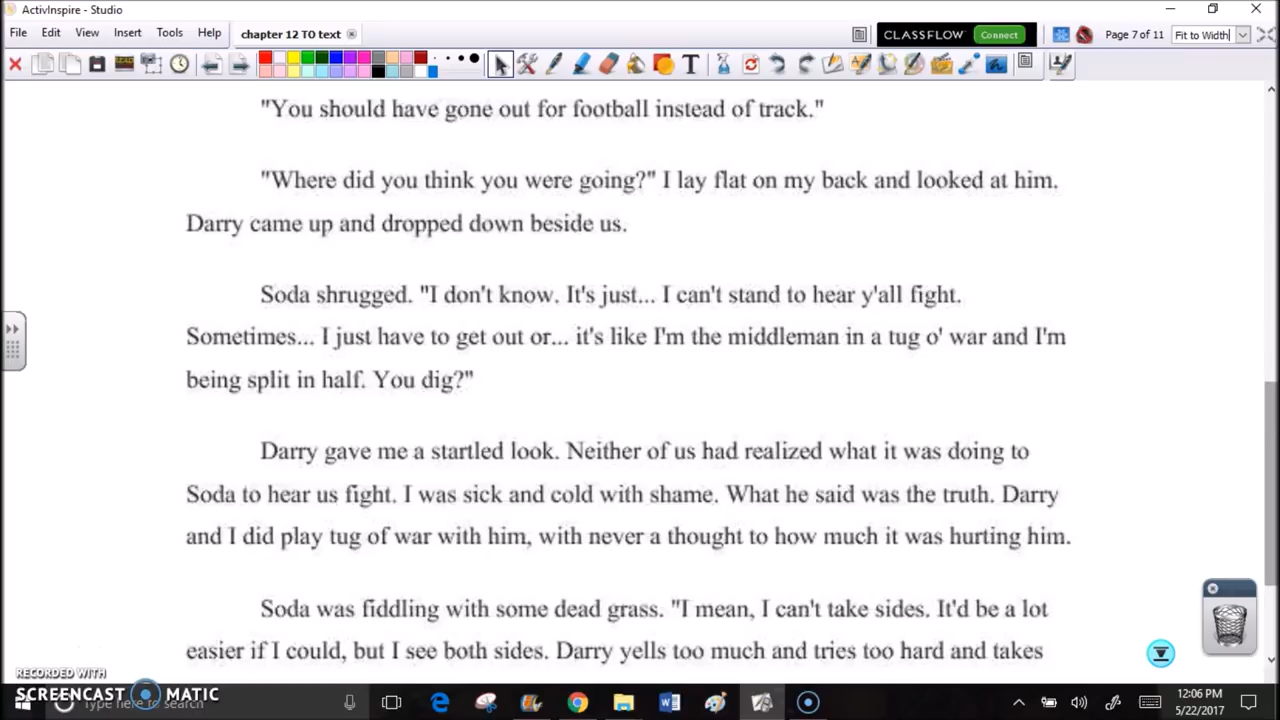 ActivInspire - Studio
File Edit View Insert Tools Help chapter 12 TO text CLASSFLOW Connect Page 7 of 11 Fit to Width
"You should have gone out for football instead of track."
"Where did you think you were going?" I lay flat on my back and looked at him.
Darry came up and dropped down beside us.
Soda shrugged. "I don't know. It's just... I can't stand to hear y'all fight.
Sometimes... I just have to get out or... it's like I'm the middleman in a tug o' war and I'm
being split in half. You dig?"
Darry gave me a startled look. Neither of us had realized what it was doing to
Soda to hear us fight. I was sick and cold with shame. What he said was the truth. Darry
and I did play tug of war with him, with never a thought to how much it was hurting him.
Soda was fiddling with some dead grass. "I mean, I can't take sides. It'd be a lot
easier if I could, but I see both sides. Darry yells too much and tries too hard and takes
RECORDED WITH
SCREENCAST MATIC
Type here to search
12:06 PM
5/22/2017